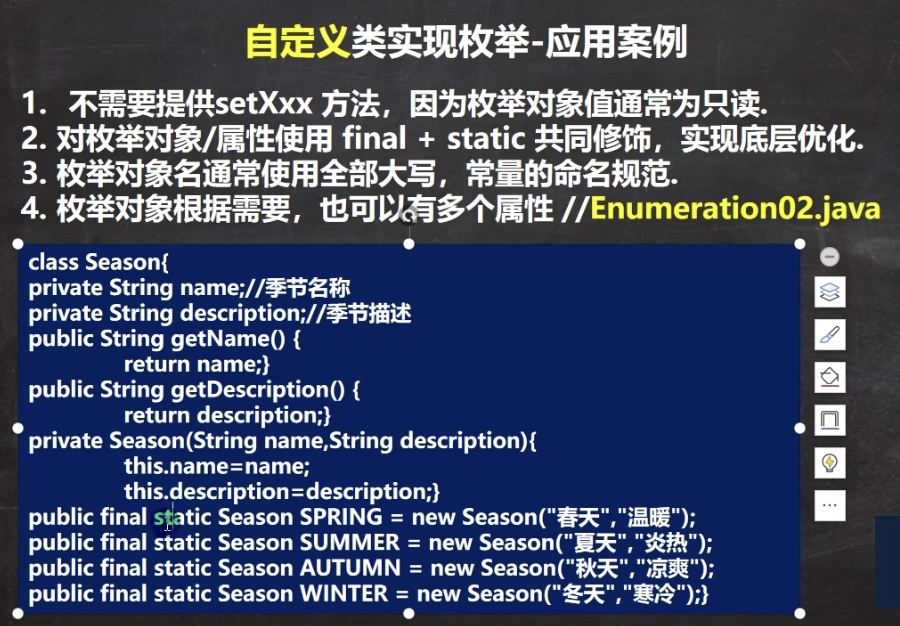 自定义类实现枚举-应用案例
1. 不需要提供setXxx 方法，因为枚举对象值通常为只读.
2. 对枚举对象/属性使用 final + static 共同修饰，实现底层优化.
3. 枚举对象名通常使用全部大写，常量的命名规范.
4. 枚举对象根据需要，也可以有多个属性 //Enumeration02.java
class Season{
private String name;//季节名称
private String description;//季节描述
public String getName() {
return name;}
public String getDescription() {
return description;}
private Season(String name,String description){
this.name=name;
this.description=description;}
public final static Season SPRING = new Season("春天","温暖");
public final static Season SUMMER = new Season("夏天","炎热");
public final static Season AUTUMN = new Season("秋天","凉爽");
public final static Season WINTER = new Season("冬天","寒冷");}